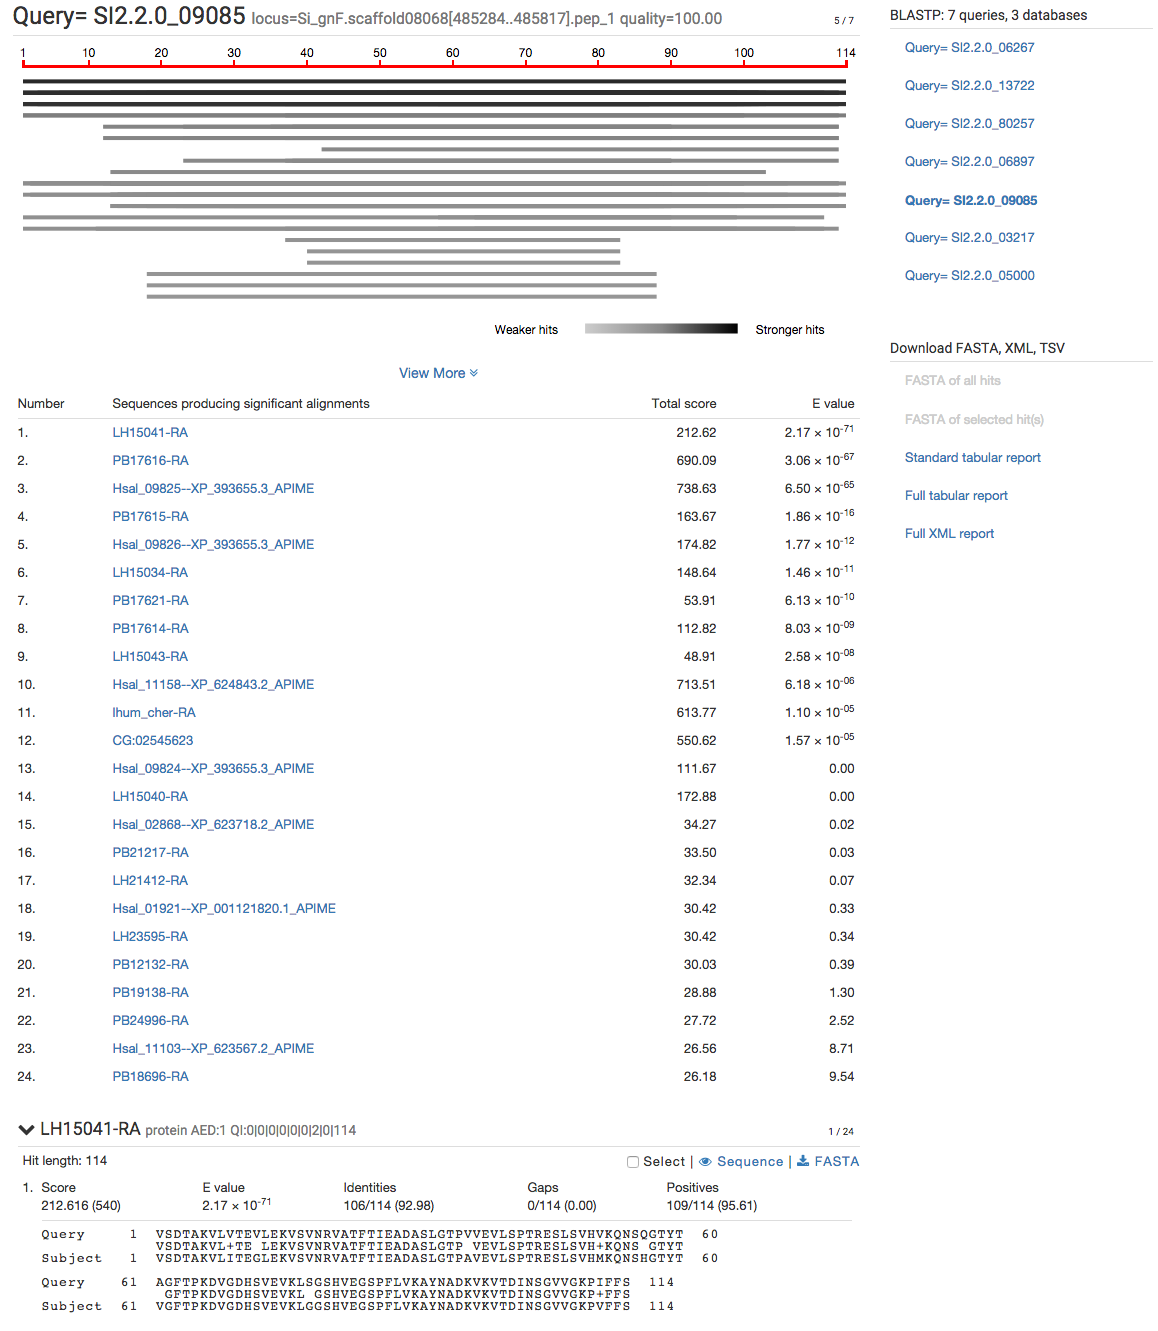 Query= SI2.2.0_09085 locus=Si_gnF.scaffold08068[485284..485817].pep_1 quality=100.00
5 / 7
1 10 20 30 40 50 60 70 80 90 100 114
Weaker hits Stronger hits
View More
Number Sequences producing significant alignments Total score E value
1. LH15041-RA 212.62 2.17 × 10-71
2. PB17616-RA 690.09 3.06 × 10-67
3. Hsal_09825--XP_393655.3_APIME 738.63 6.50 × 10-65
4. PB17615-RA 163.67 1.86 × 10-16
5. Hsal_09826--XP_393655.3_APIME 174.82 1.77 × 10-12
6. LH15034-RA 148.64 1.46 × 10-11
7. PB17621-RA 53.91 6.13 × 10-10
8. PB17614-RA 112.82 8.03 × 10-09
9. LH15043-RA 48.91 2.58 × 10-08
10. Hsal_11158--XP_624843.2_APIME 713.51 6.18 × 10-06
11. lhum_cher-RA 613.77 1.10 × 10-05
12. CG:02545623 550.62 1.57 × 10-05
13. Hsal_09824--XP_393655.3_APIME 111.67 0.00
14. LH15040-RA 172.88 0.00
15. Hsal_02868--XP_623718.2_APIME 34.27 0.02
16. PB21217-RA 33.50 0.03
17. LH21412-RA 32.34 0.07
18. Hsal_01921--XP_001121820.1_APIME 30.42 0.33
19. LH23595-RA 30.42 0.34
20. PB12132-RA 30.03 0.39
21. PB19138-RA 28.88 1.30
22. PB24996-RA 27.72 2.52
23. Hsal_11103--XP_623567.2_APIME 26.56 8.71
24. PB18696-RA 26.18 9.54
LH15041-RA protein AED:1 QI:0|0|0|0|0|0|2|0|114
1 / 24
Hit length: 114
Select | Sequence | FASTA
1. Score E value Identities Gaps Positives
212.616 (540) 2.17 × 10-71 106/114 (92.98) 0/114 (0.00) 109/114 (95.61)
Query 1 VSDTAKVLVTEVLEKVSVNRVATFTIEADASLGTPVVEVLSPTRESLSVHVKQNSQGTYT 60
VSDTAKVL+TE LEKVSVNRVATFTIEADASLGTP VEVLSPTRESLSVH+KQNS GTYT
Subject 1 VSDTAKVLITEGLEKVSVNRVATFTIEADASLGTPAVEVLSPTRESLSVHMKQNSHGTYT 60
Query 61 AGFTPKDVGDHSVEVKLSGSHVEGSPFLVKAYNADKVKVTDINSGVVGKPIFFS 114
GFTPKDVGDHSVEVKL GSHVEGSPFLVKAYNADKVKVTDINSGVVGKP+FFS
Subject 61 VGFTPKDVGDHSVEVKLGGSHVEGSPFLVKAYNADKVKVTDINSGVVGKPVFFS 114
BLASTP: 7 queries, 3 databases
Query= SI2.2.0_06267
Query= SI2.2.0_13722
Query= SI2.2.0_80257
Query= SI2.2.0_06897
Query= SI2.2.0_09085
Query= SI2.2.0_03217
Query= SI2.2.0_05000
Download FASTA, XML, TSV
FASTA of all hits
FASTA of selected hit(s)
Standard tabular report
Full tabular report
Full XML report